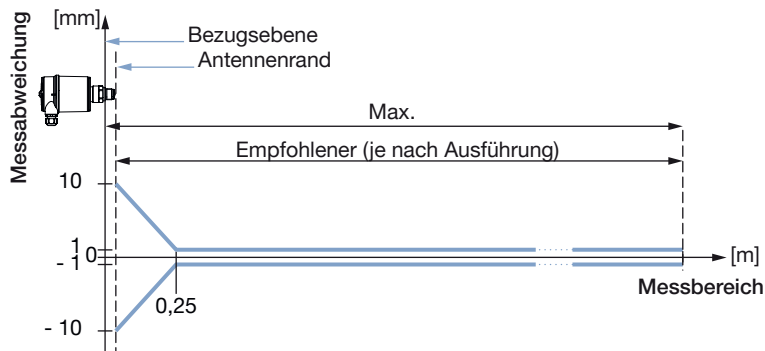 [mm]
Messabweichung
Bezugsebene
Antennenrand
Max.
Empfohlener (je nach Ausführung)
10
1
0
- 1
- 10
0,25
[m]
Messbereich